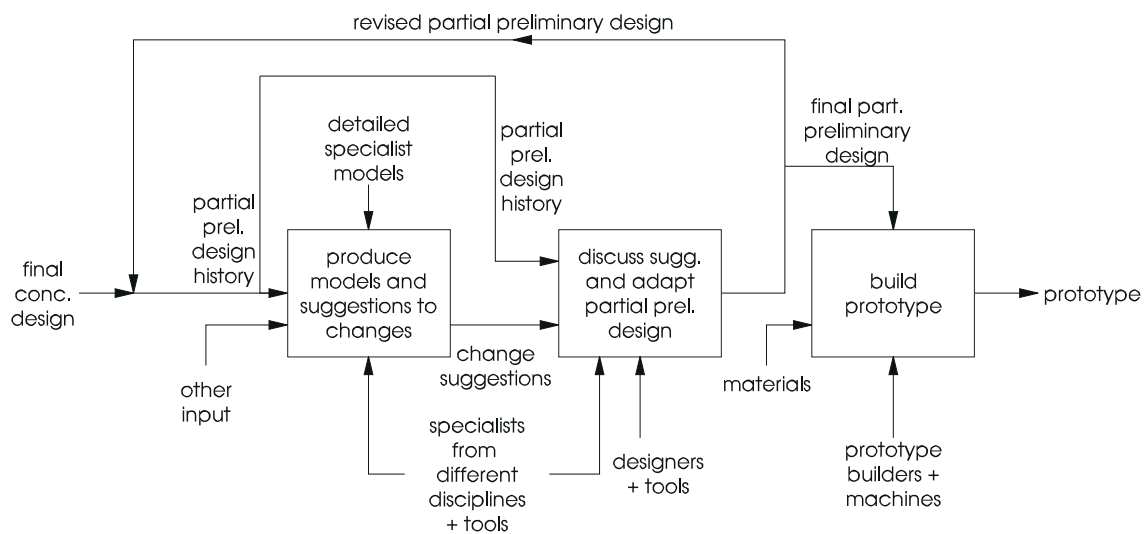 revised partial preliminary design
final part.
preliminary
design
detailed
specialist
models
partial
prel.
design
history
partial
prel.
design
history
final
conc.
design
produce
models and
suggestions to
changes
discuss sugg.
and adapt
partial prel.
design
build
prototype
prototype
other
input
change
suggestions
materials
specialists
from
different
disciplines
+ tools
designers
+ tools
prototype
builders +
machines